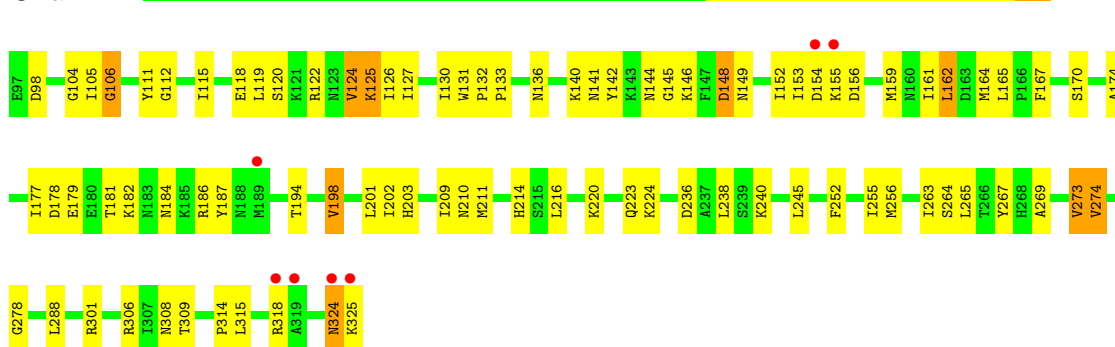 E97 D98 G104 I105 G106 Y111 G112 I115 E118 L119 S120 K121 R122 N123 V124 K125 I126 I127 I130 W131 P132 P133 N136 K140 N141 Y142 K143 N144 G145 K146 F147 D148 N149 I152 I153 D154 K155 D156 M159 N160 I161 L162 D163 M164 L165 P166 F167 S170 A174
I177 D178 E179 E180 T181 K182 N183 N184 K185 R186 Y187 N188 M189 T194 V198 L201 I202 H203 I209 N210 M211 H214 S215 L216 K220 Q223 K224 D236 A237 L238 S239 K240 L245 F252 I255 M256 I263 S264 L265 T266 Y267 H268 A269 V273 V274
G278 L288 R301 R306 I307 N308 T309 P314 L315 R318 A319 N324 K325